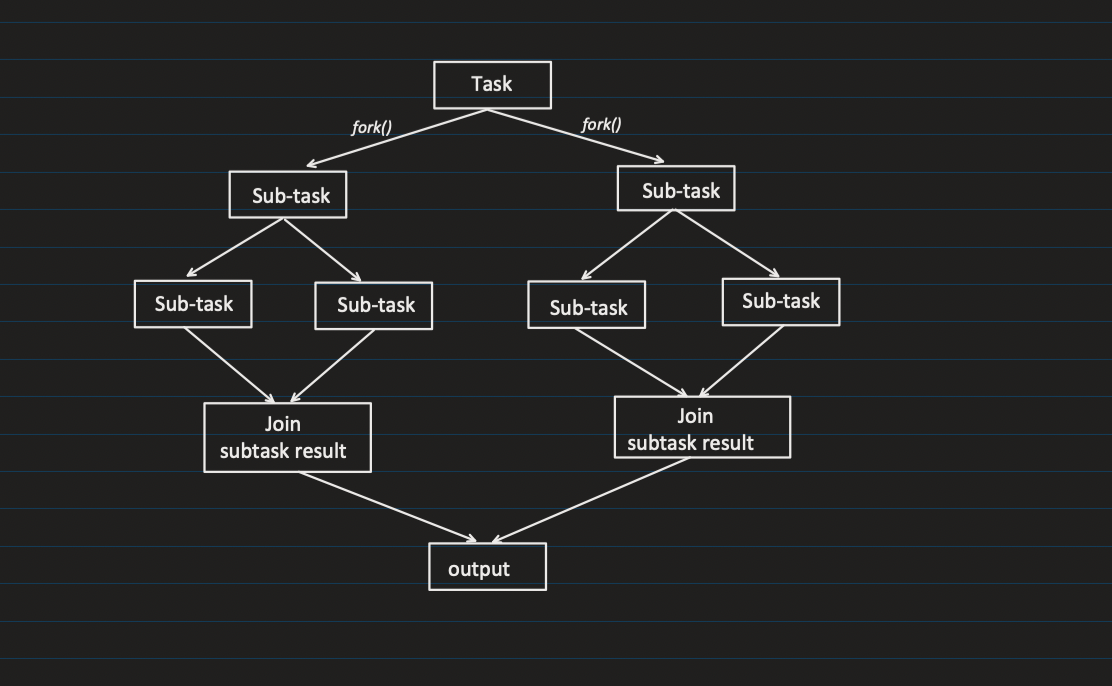 Task
fork()
fork()
Sub-task
Sub-task
Sub-task
Sub-task
Sub-task
Sub-task
Join
subtask result
Join
subtask result
output